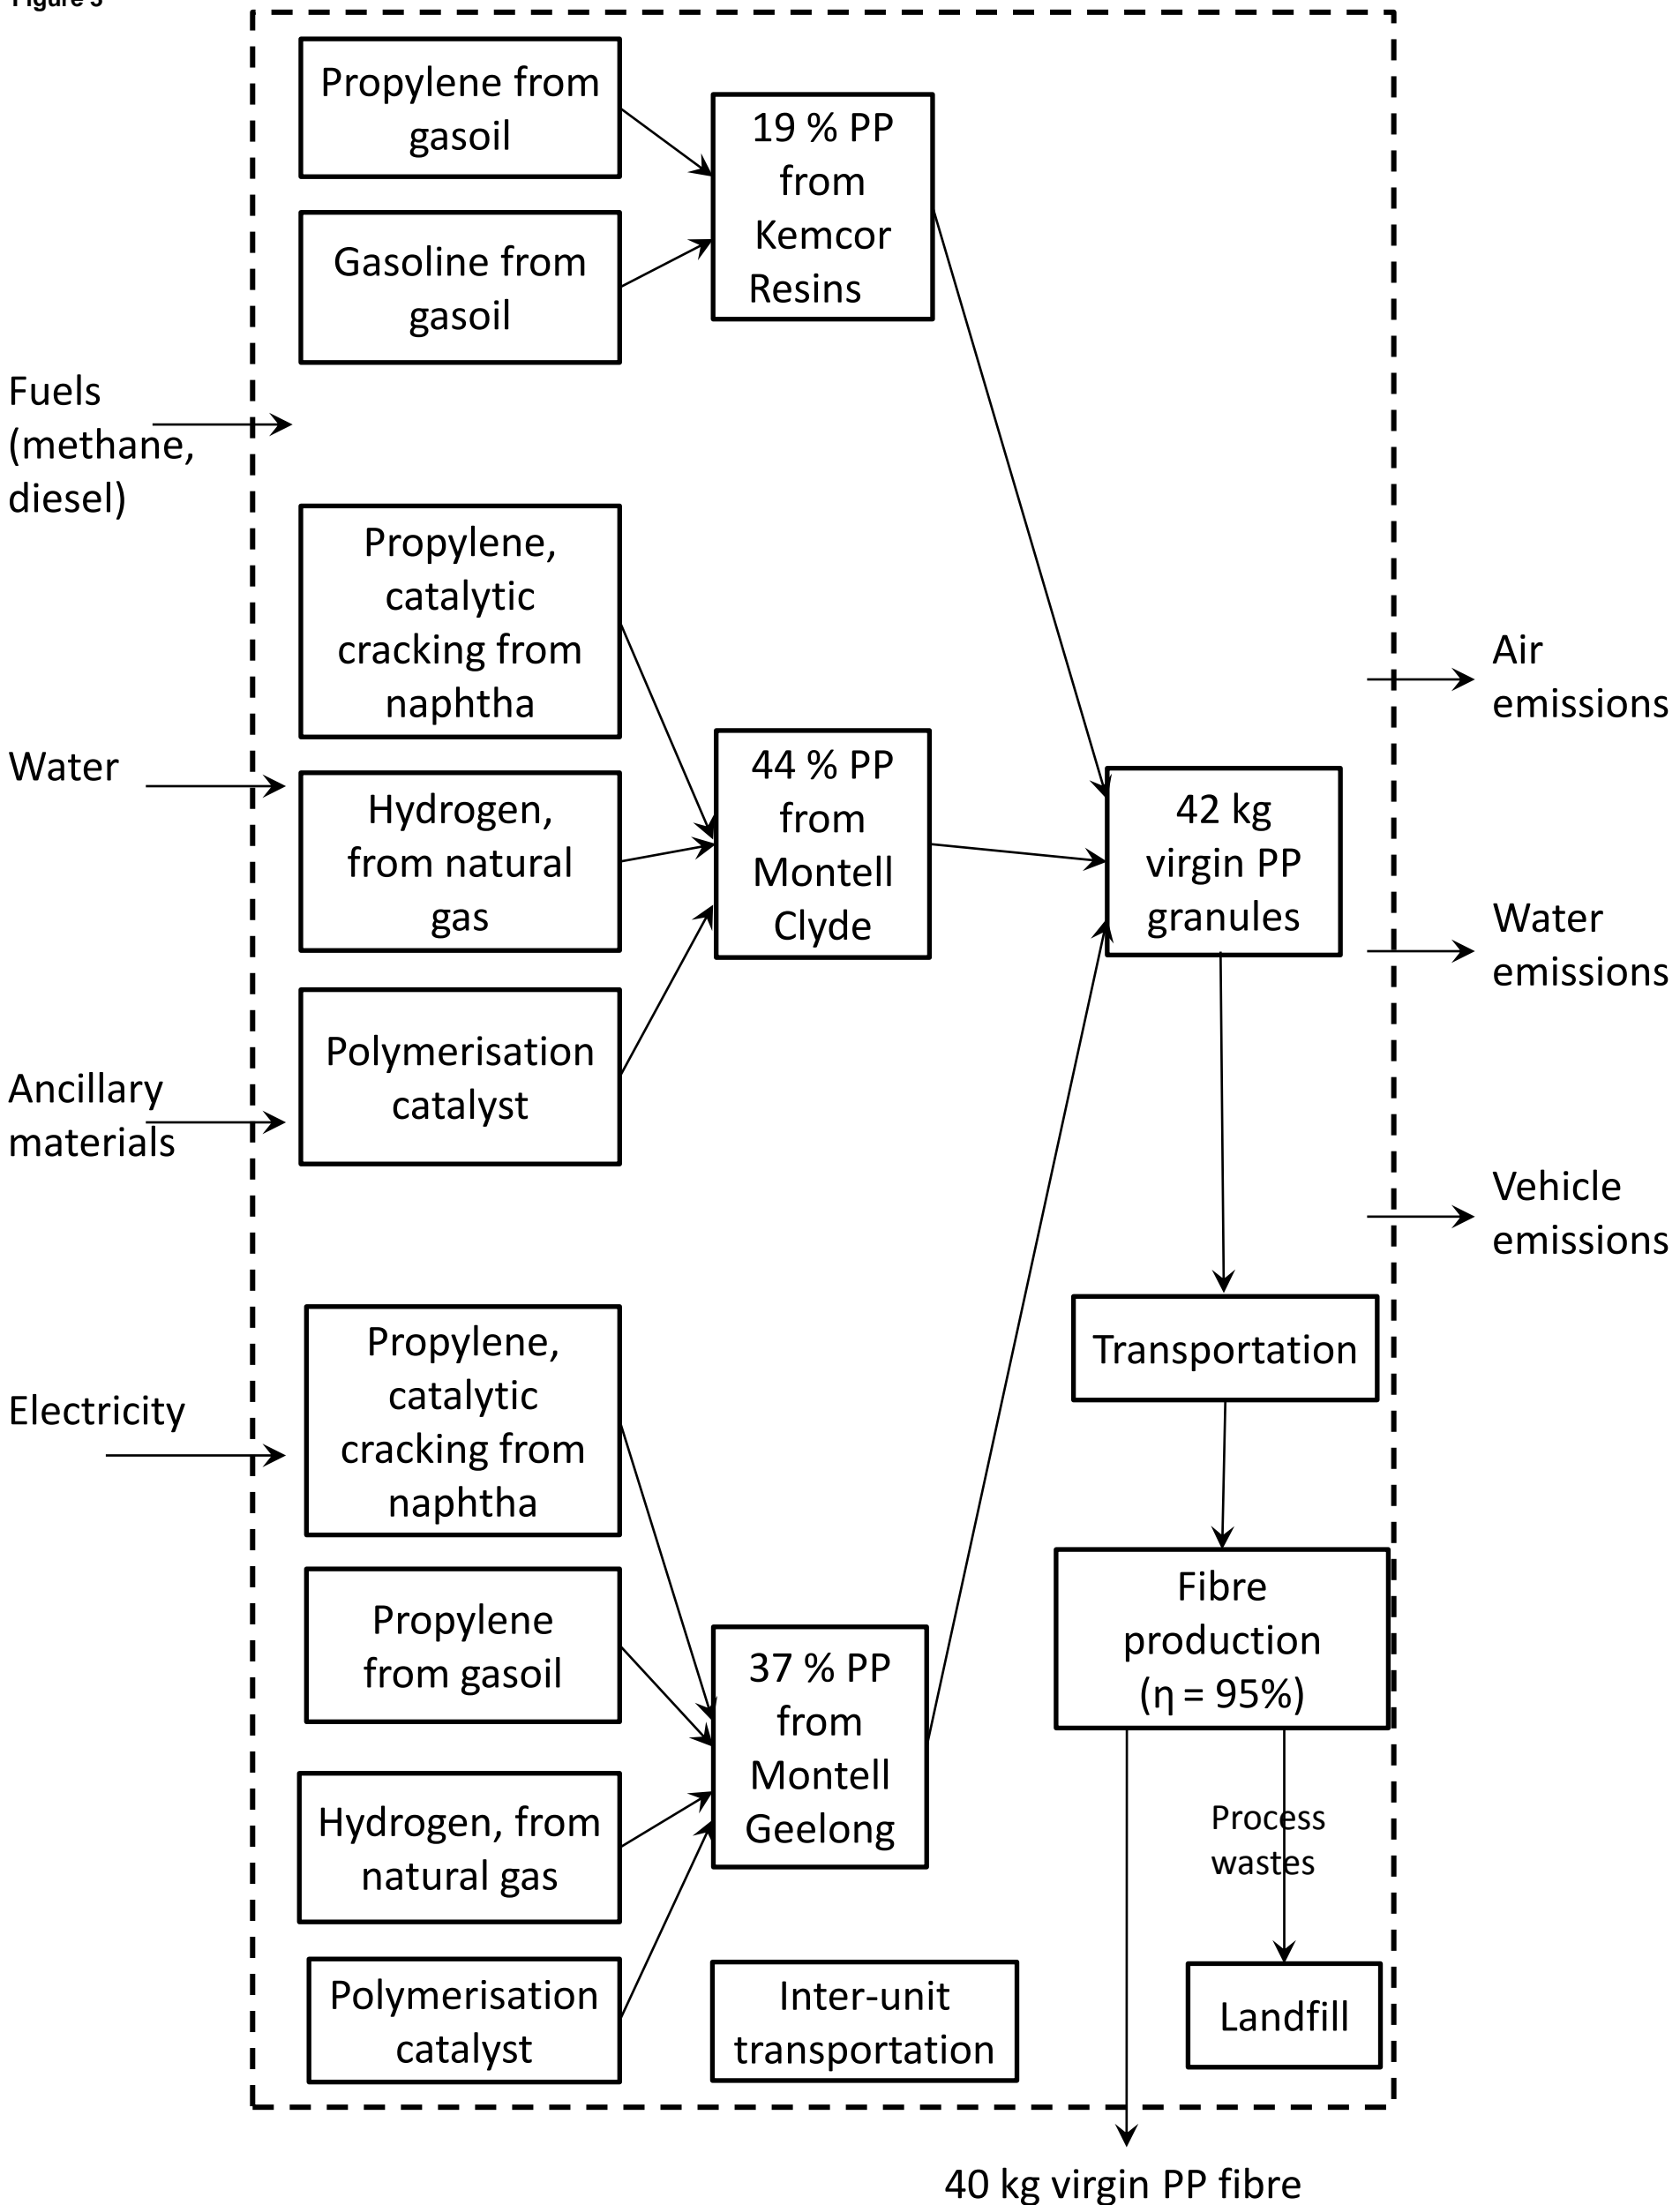 Figure 3
Propylene from
gasoil
19 % PP
from
Kemcor
Resins
Gasoline from
gasoil
Fuels
(methane,
diesel)
Propylene,
catalytic
cracking from
naphtha
Air
emissions
Water
Hydrogen,
from natural
gas
44 % PP
from
Montell
Clyde
42 kg
virgin PP
granules
Water
emissions
Ancillary
materials
Polymerisation
catalyst
Vehicle
emissions
Electricity
Propylene,
catalytic
cracking from
naphtha
Transportation
Propylene
from gasoil
Fibre
production
(η = 95%)
37 % PP
from
Montell
Geelong
Hydrogen, from
natural gas
Process
wastes
Polymerisation
catalyst
Inter-unit
transportation
Landfill
40 kg virgin PP fibre